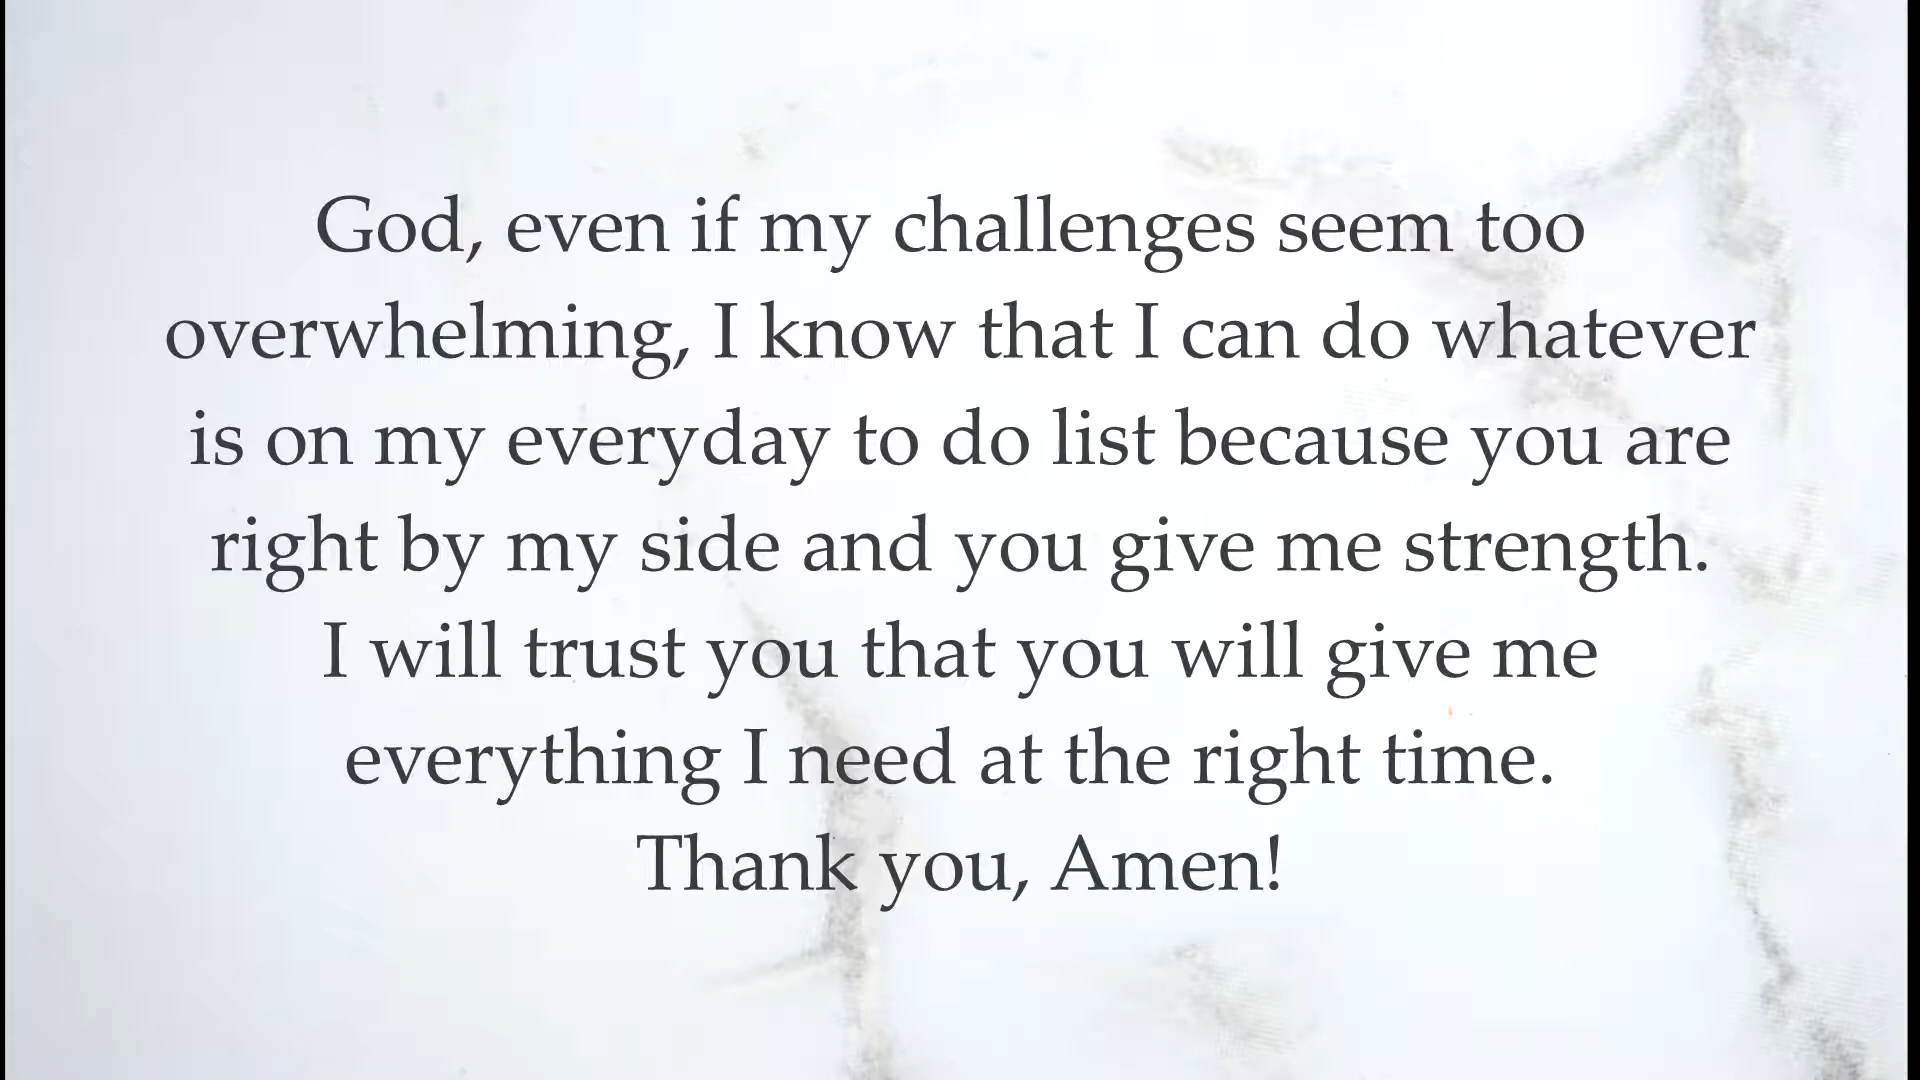 God, even if my challenges seem too
overwhelming, I know that I can do whatever
is on my everyday to do list because you are
right by my side and you give me strength.
I will trust you that you will give me
everything I need at the right time.
Thank you, Amen!